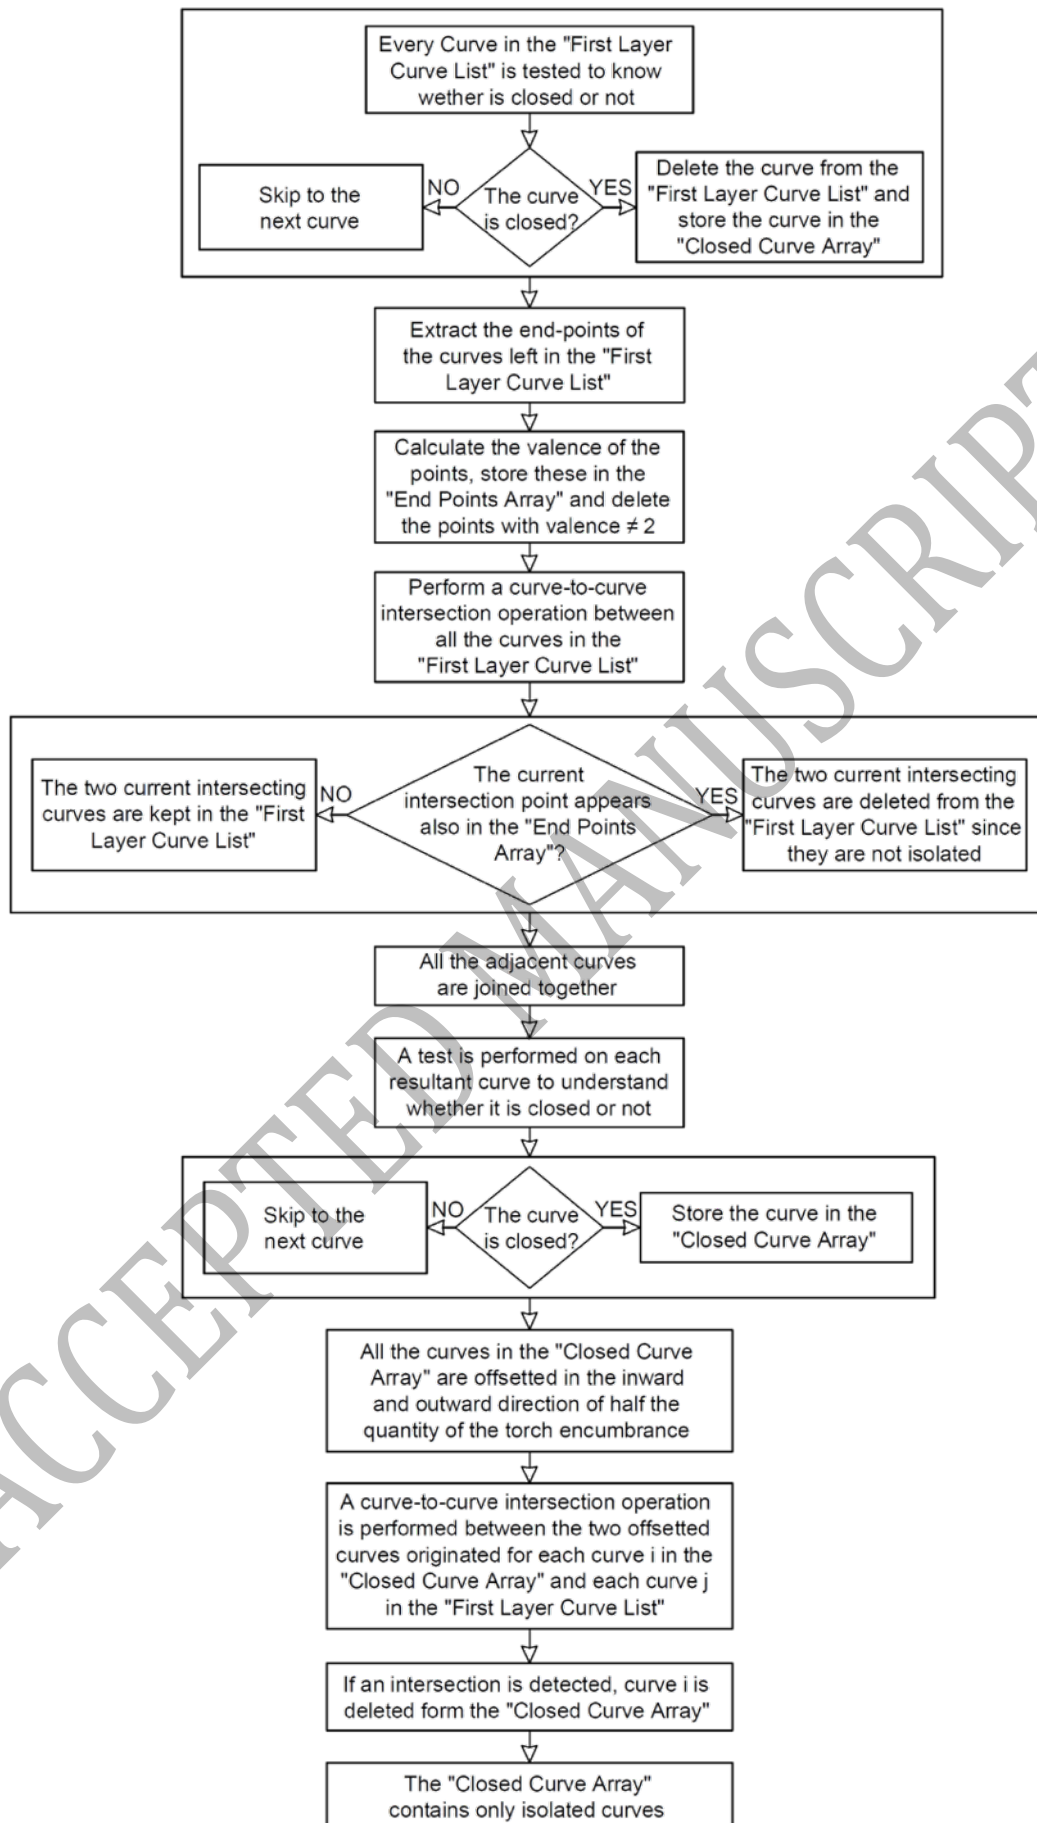 Every Curve in the "First Layer
Curve List" is tested to know
wether is closed or not
Skip to the
next curve
NO
The curve
is closed?
YES
Delete the curve from the
"First Layer Curve List" and
store the curve in the
"Closed Curve Array"
Extract the end-points of
the curves left in the "First
Layer Curve List"
Calculate the valence of the
points, store these in the
"End Points Array" and delete
the points with valence ≠ 2
Perform a curve-to-curve
intersection operation between
all the curves in the
"First Layer Curve List"
The two current intersecting
curves are kept in the "First
Layer Curve List"
NO
The current
intersection point appears
also in the "End Points
Array"?
YES
The two current intersecting
curves are deleted from the
"First Layer Curve List" since
they are not isolated
All the adjacent curves
are joined together
A test is performed on each
resultant curve to understand
whether it is closed or not
Skip to the
next curve
NO
The curve
is closed?
YES
Store the curve in the
"Closed Curve Array"
All the curves in the "Closed Curve
Array" are offsetted in the inward
and outward direction of half the
quantity of the torch encumbrance
A curve-to-curve intersection operation
is performed between the two offsetted
curves originated for each curve i in the
"Closed Curve Array" and each curve j
in the "First Layer Curve List"
If an intersection is detected, curve i is
deleted form the "Closed Curve Array"
The "Closed Curve Array"
contains only isolated curves
ACCEPTED MANUSCRIPT